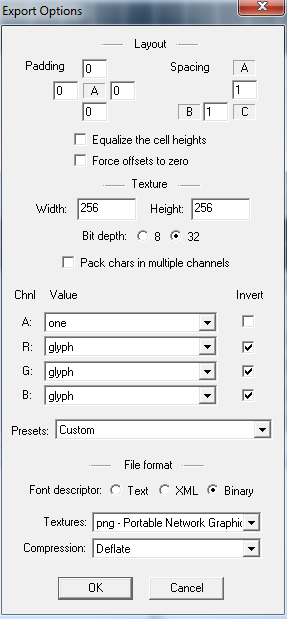 Export Options
Layout
Padding 0 Spacing A
0 A 0 1
0 B 1 C
Equalize the cell heights
Force offsets to zero
Texture
Width: 256 Height: 256
Bit depth: 8 32
Pack chars in multiple channels
Chnl Value Invert
A: one
R: glyph
G: glyph
B: glyph
Presets: Custom
File format
Font descriptor: Text XML Binary
Textures: png - Portable Network Graphic
Compression: Deflate
OK Cancel